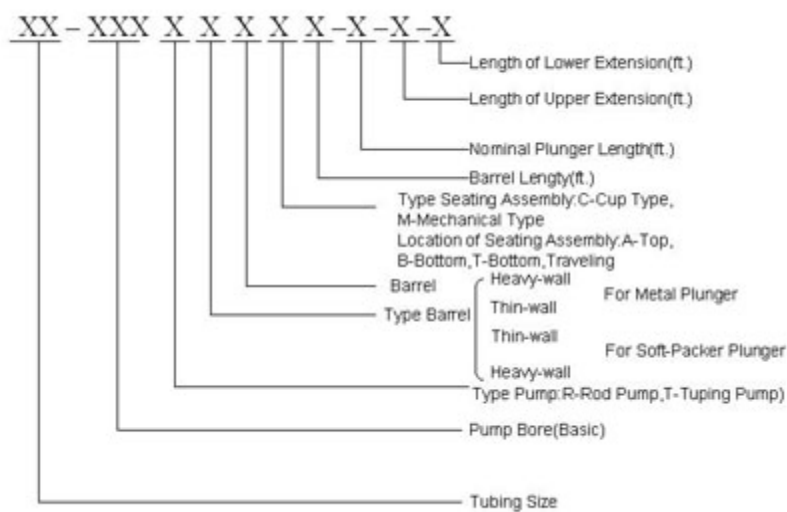 XX-XXX X X X X X-X-X-X
Length of Lower Extension(ft.)
Length of Upper Extension(ft.)
Nominal Plunger Length(ft.)
Barrel Lengty(ft.)
Type Seating Assembly:C-Cup Type,
M-Mechanical Type
Location of Seating Assembly:A-Top,
B-Bottom,T-Bottom,Traveling
Barrel
Heavy-wall
For Metal Plunger
Type Barrel
Thin-wall
Thin-wall
For Soft-Packer Plunger
Heavy-wall
Type Pump:R-Rod Pump,T-Tuping Pump)
Pump Bore(Basic)
Tubing Size